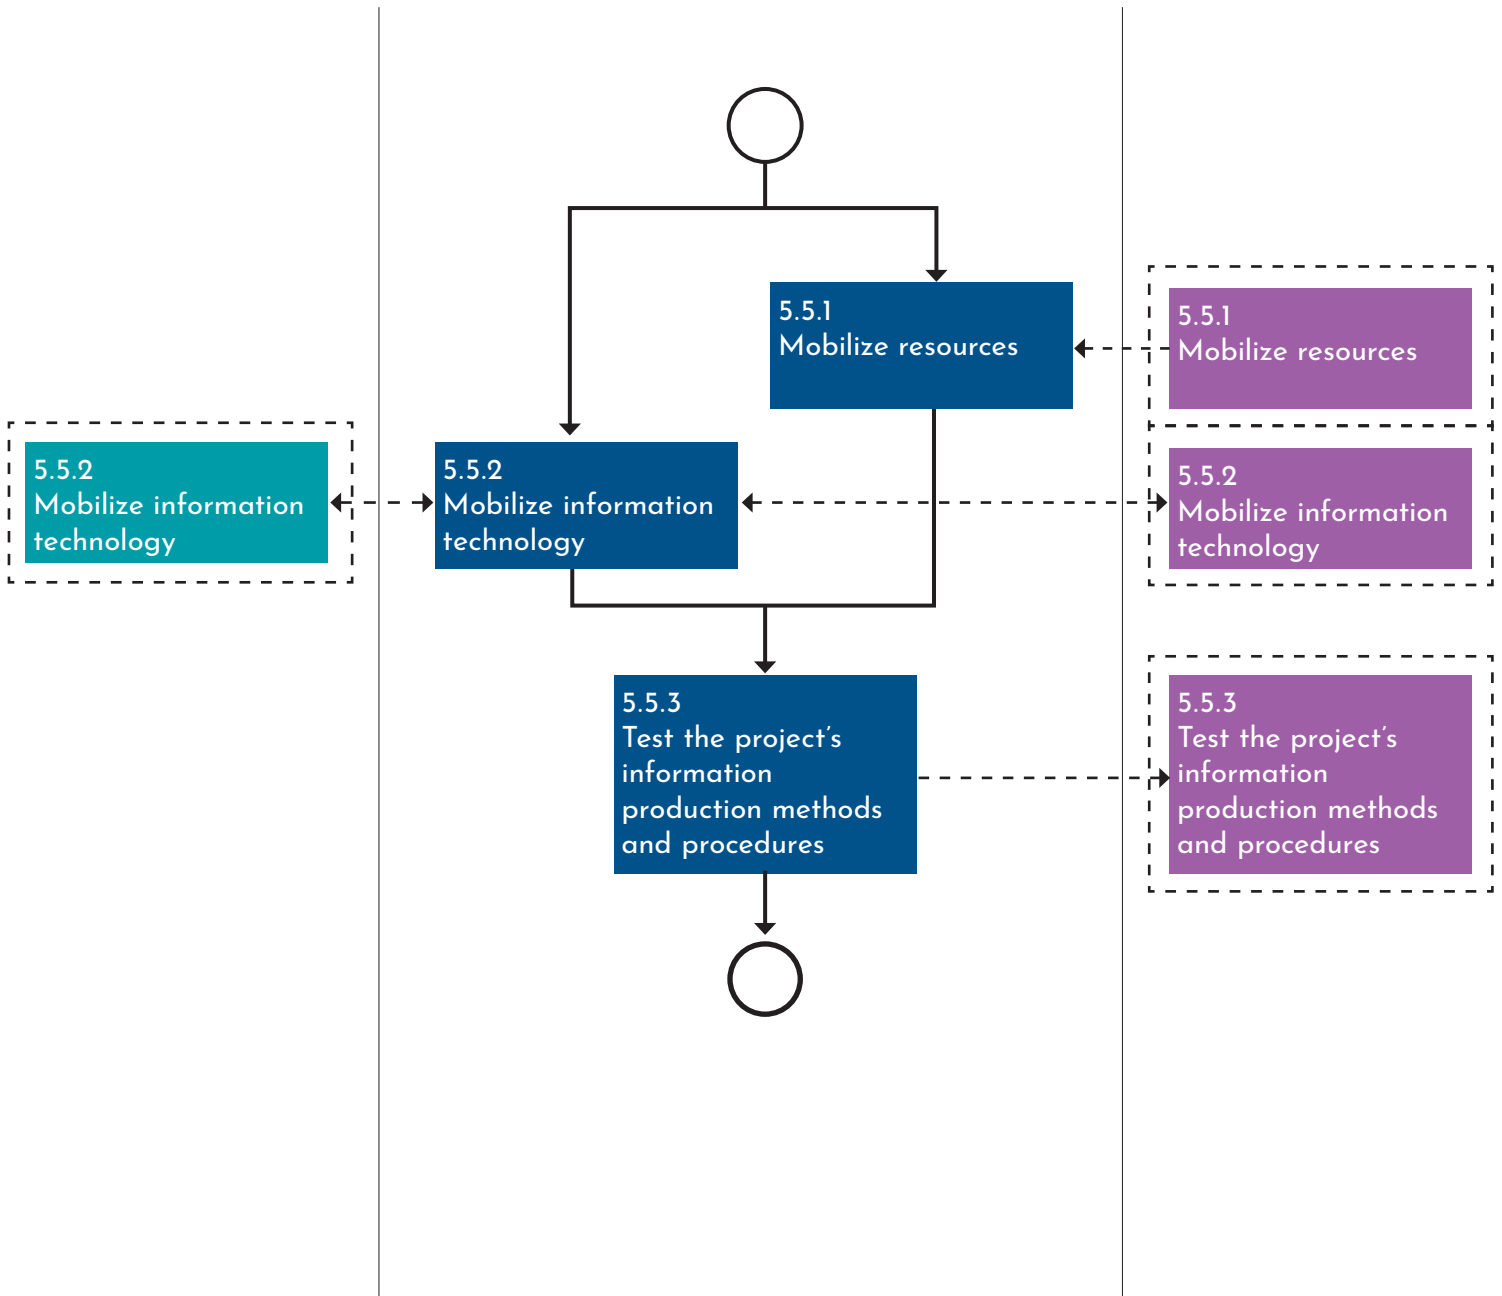 5.5.1
Mobilize resources
5.5.1
Mobilize resources
5.5.2
Mobilize information
technology
5.5.2
Mobilize information
technology
5.5.2
Mobilize information
technology
5.5.3
Test the project's
information
production methods
and procedures
5.5.3
Test the project's
information
production methods
and procedures